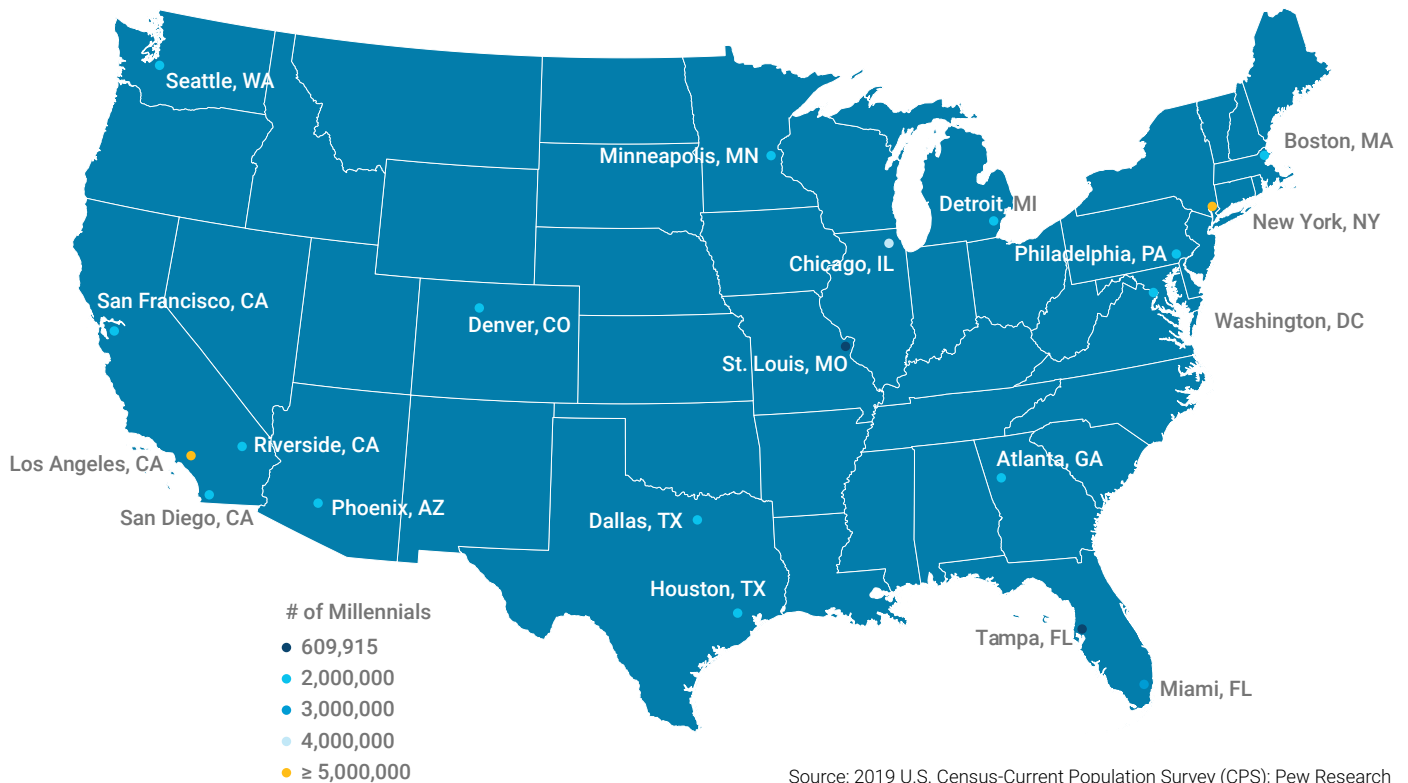 Seattle, WA
Boston, MA
Minneapolis, MN
Detroit, MI
New York, NY
Philadelphia, PA
Chicago, IL
San Francisco, CA
Washington, DC
Denver, CO
St. Louis, MO
Riverside, CA
Los Angeles, CA
Atlanta, GA
San Diego, CA
Phoenix, AZ
Dallas, TX
Houston, TX
Tampa, FL
Miami, FL
# of Millennials
609,915
2,000,000
3,000,000
4,000,000
≥ 5,000,000
Source: 2019 U.S. Census-Current Population Survey (CPS); Pew Research